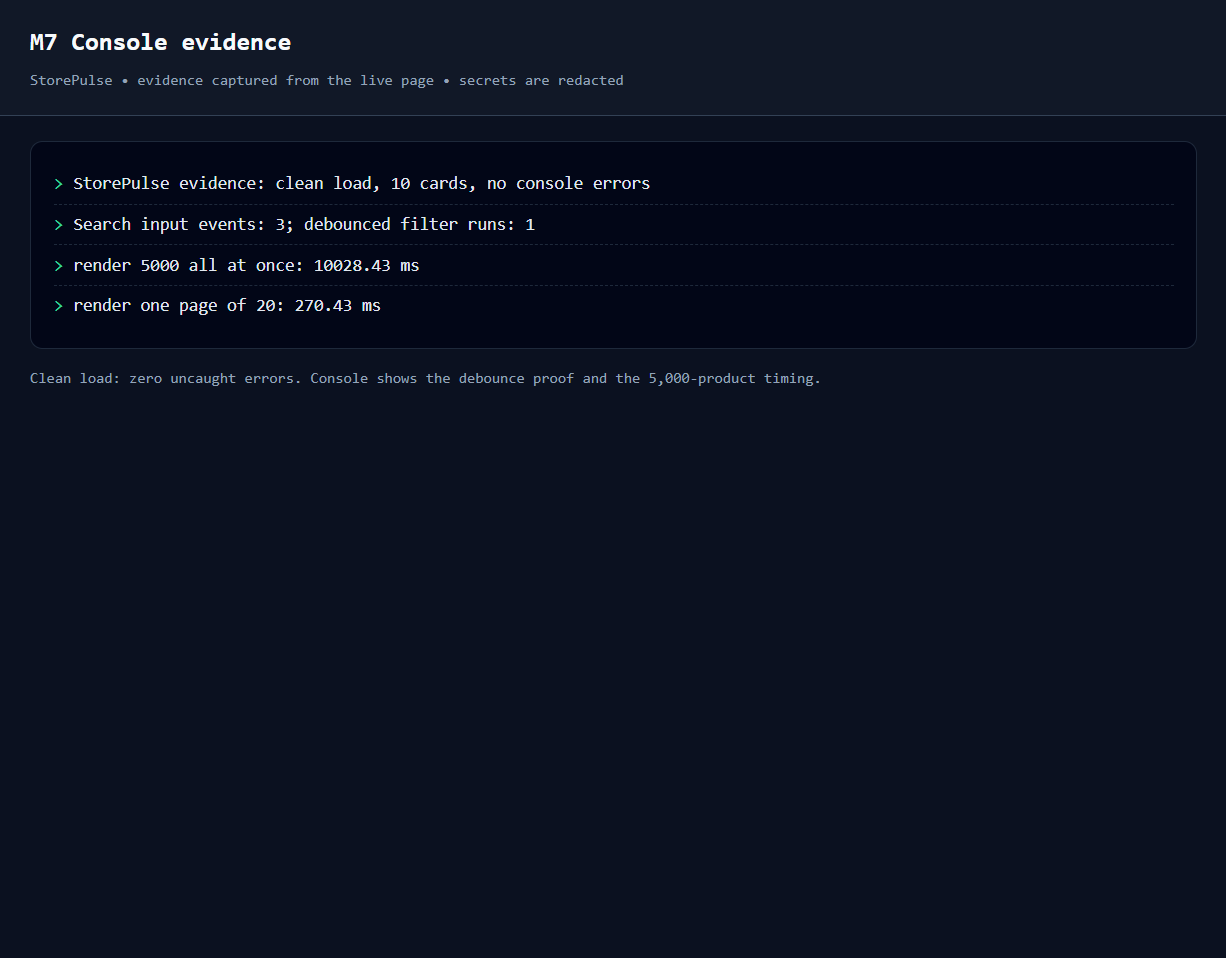 M7 Console evidence
StorePulse • evidence captured from the live page • secrets are redacted
> StorePulse evidence: clean load, 10 cards, no console errors
> Search input events: 3; debounced filter runs: 1
> render 5000 all at once: 10028.43 ms
> render one page of 20: 270.43 ms
Clean load: zero uncaught errors. Console shows the debounce proof and the 5,000-product timing.